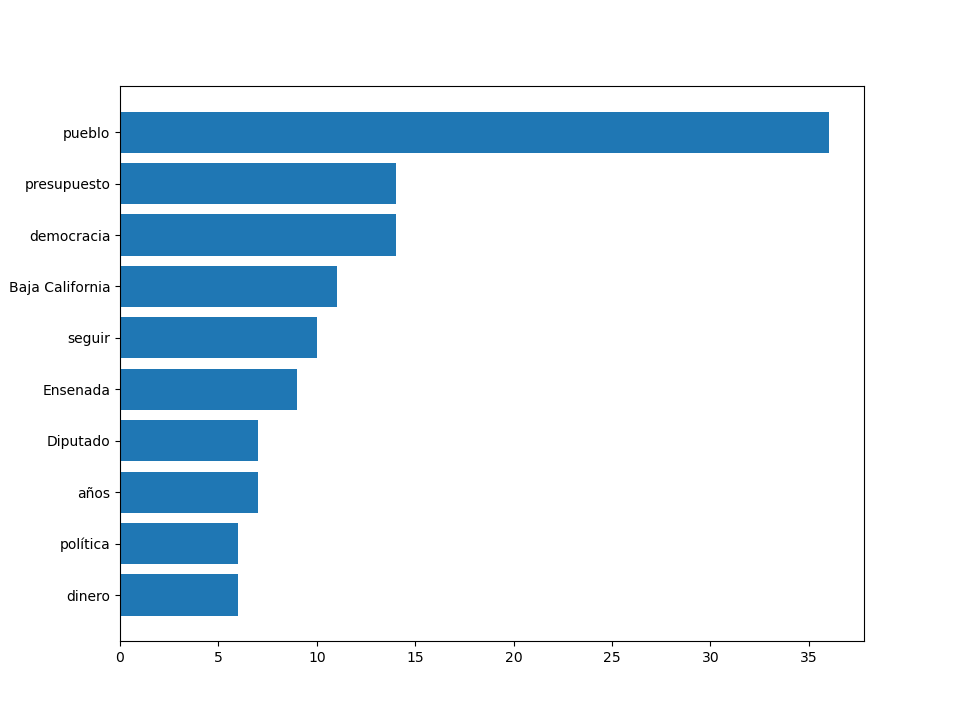 pueblo
presupuesto
democracia
Baja California
seguir
Ensenada
Diputado
años
política
dinero
0 5 10 15 20 25 30 35